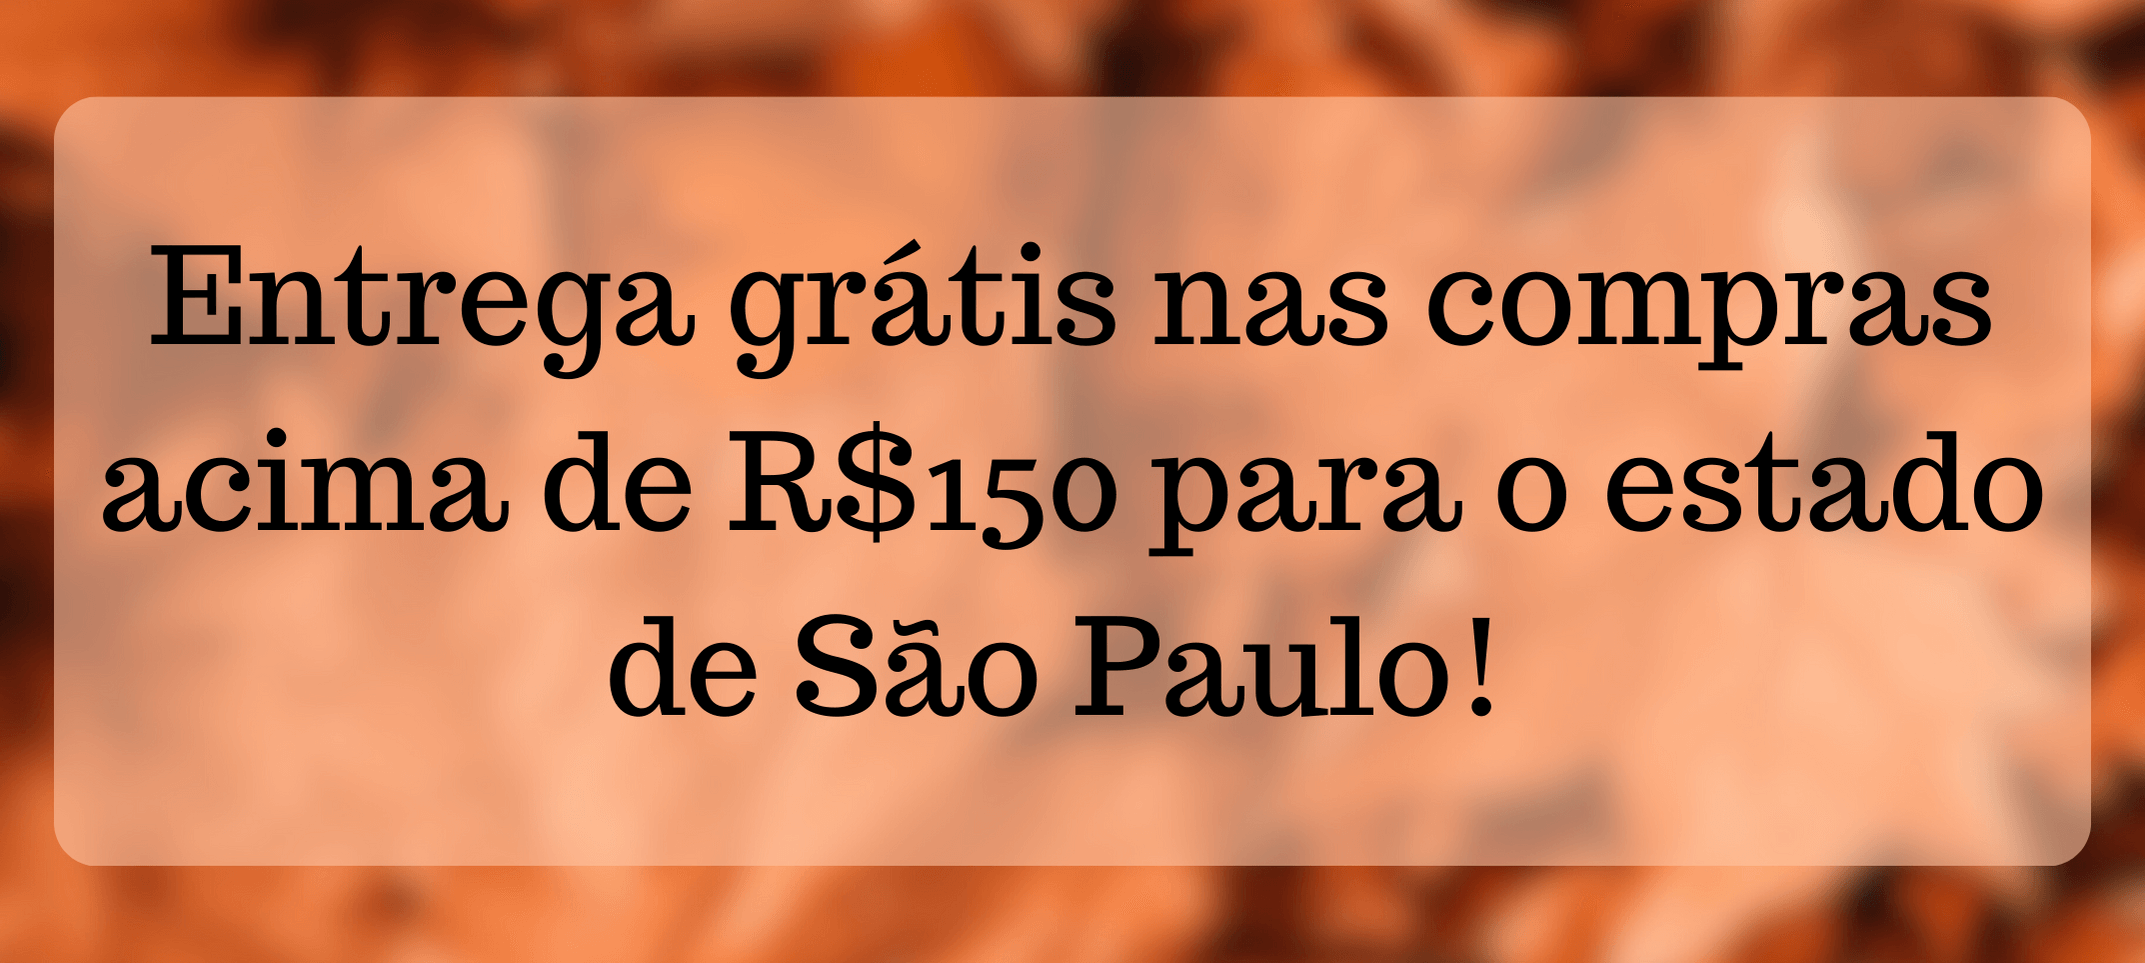 Entrega grátis nas compras
acima de R$150 para o estado
de São Paulo!